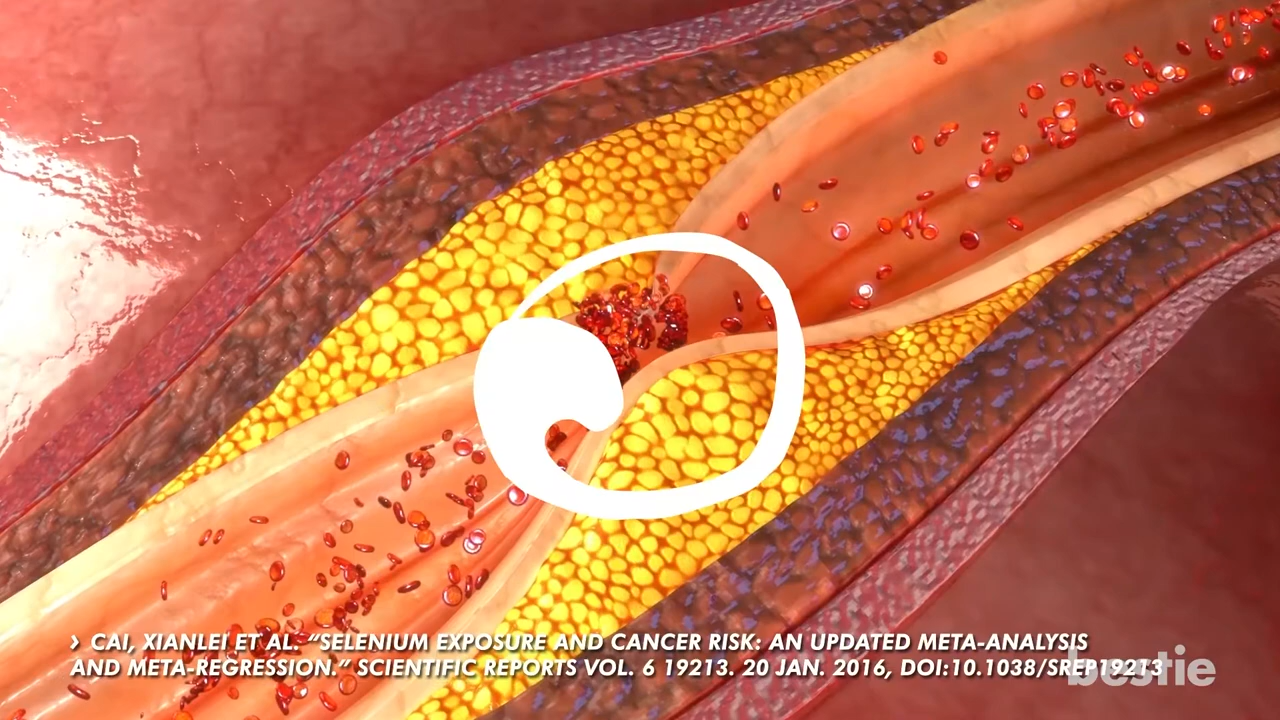 › CAI, XIANLEI ET AL. “SELENIUM EXPOSURE AND CANCER RISK: AN UPDATED META-ANALYSIS
AND META-REGRESSION.” SCIENTIFIC REPORTS VOL. 6 19213. 20 JAN. 2016, DOI:10.1038/SREP19213
bestie